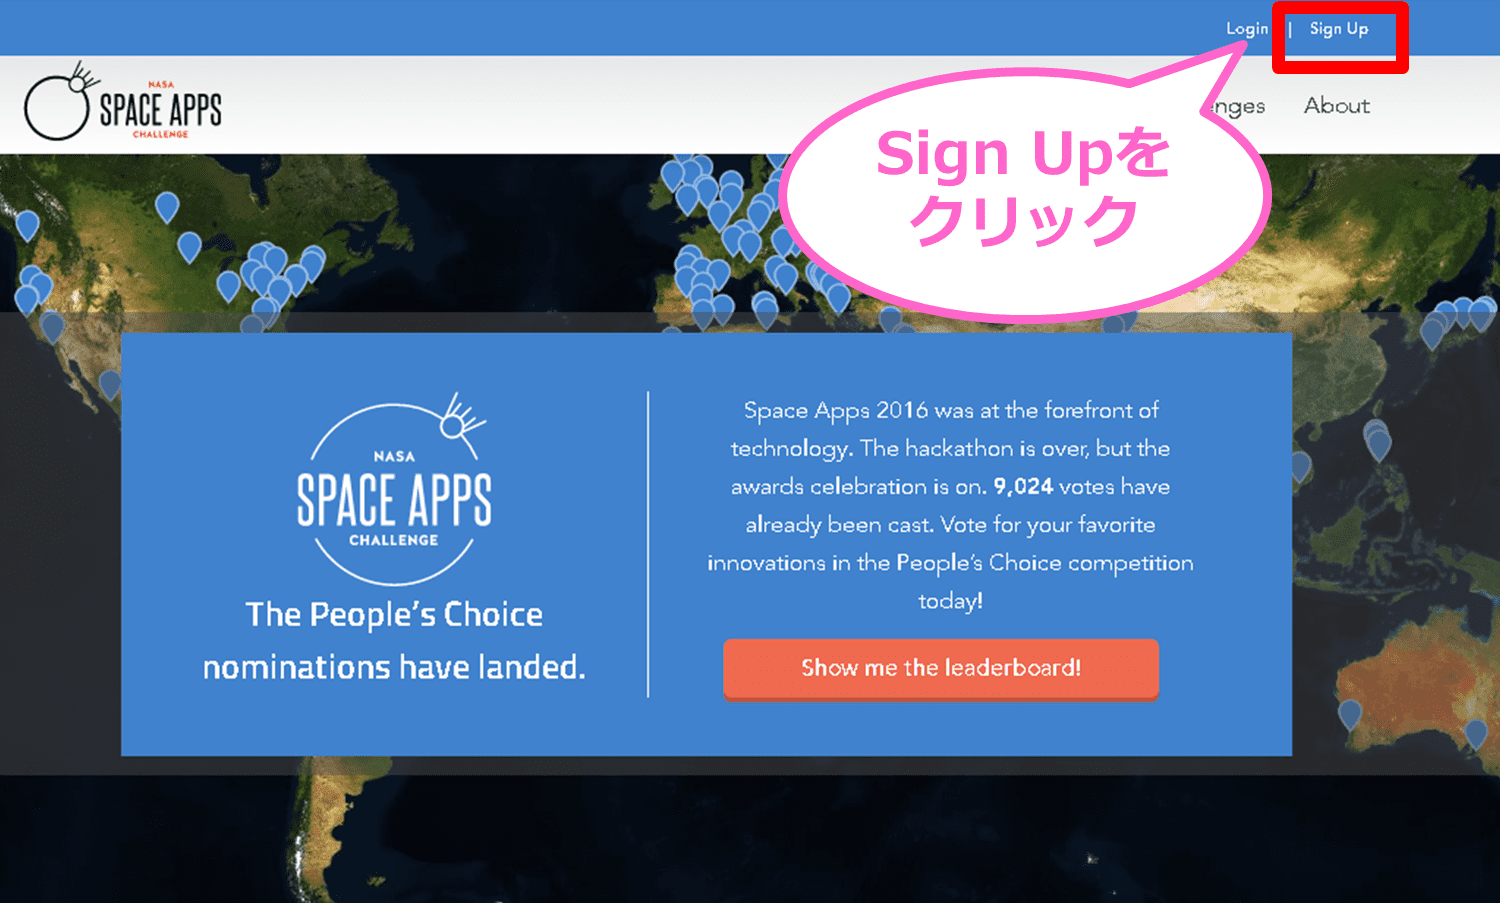 Login | Sign Up
NASA
SPACE APPS
CHALLENGE
enges
About
Sign Upを
クリック
NASA
SPACE APPS
CHALLENGE
The People's Choice
nominations have landed.
Space Apps 2016 was at the forefront of
technology. The hackathon is over, but the
awards celebration is on. 9,024 votes have
already been cast. Vote for your favorite
innovations in the People's Choice competition
today!
Show me the leaderboard!